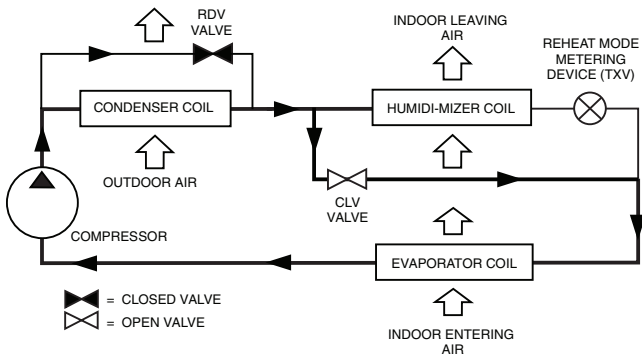 RDV
VALVE
INDOOR LEAVING
AIR
REHEAT MODE
METERING
DEVICE (TXV)
CONDENSER COIL
HUMIDI-MIZER COIL
OUTDOOR AIR
CLV
VALVE
COMPRESSOR
EVAPORATOR COIL
= CLOSED VALVE
= OPEN VALVE
INDOOR ENTERING
AIR